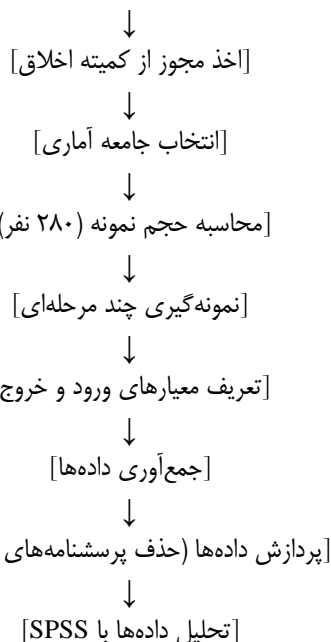 ↓
[اخذ مجوز از کمیته اخلاق]
↓
[انتخاب جامعه آماری]
↓
[محاسبه حجم نمونه (۲۸۰ نفر)
↓
[نمونه‌گیری چند مرحله‌ای]
↓
[تعریف معیارهای ورود و خروج
↓
[جمع‌آوری داده‌ها]
↓
[پردازش داده‌ها (حذف پرسشنامه‌های
↓
[تحلیل داده‌ها با SPSS]